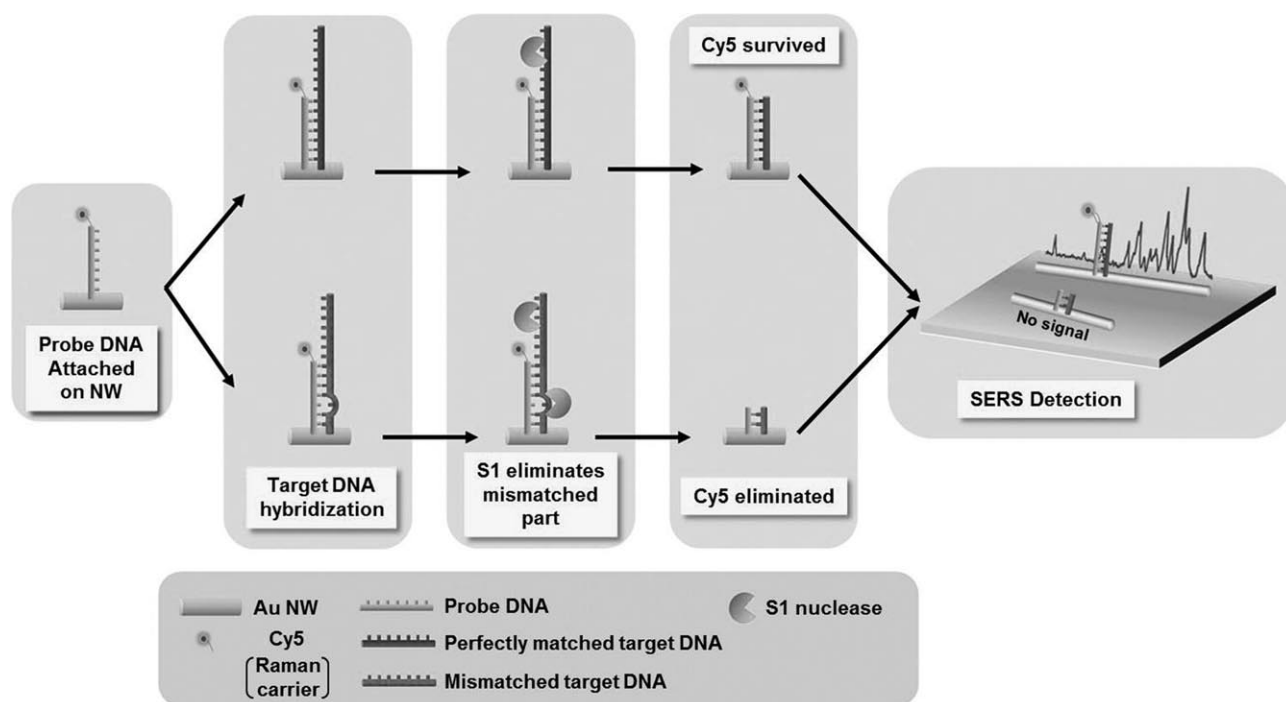 Cy5 survived
Probe DNA
Attached
on NW
Target DNA
hybridization
S1 eliminates
mismatched
part
Cy5 eliminated
No signal
SERS Detection
Au NW
Cy5
(Raman
carrier)
Probe DNA
Perfectly matched target DNA
Mismatched target DNA
S1 nuclease